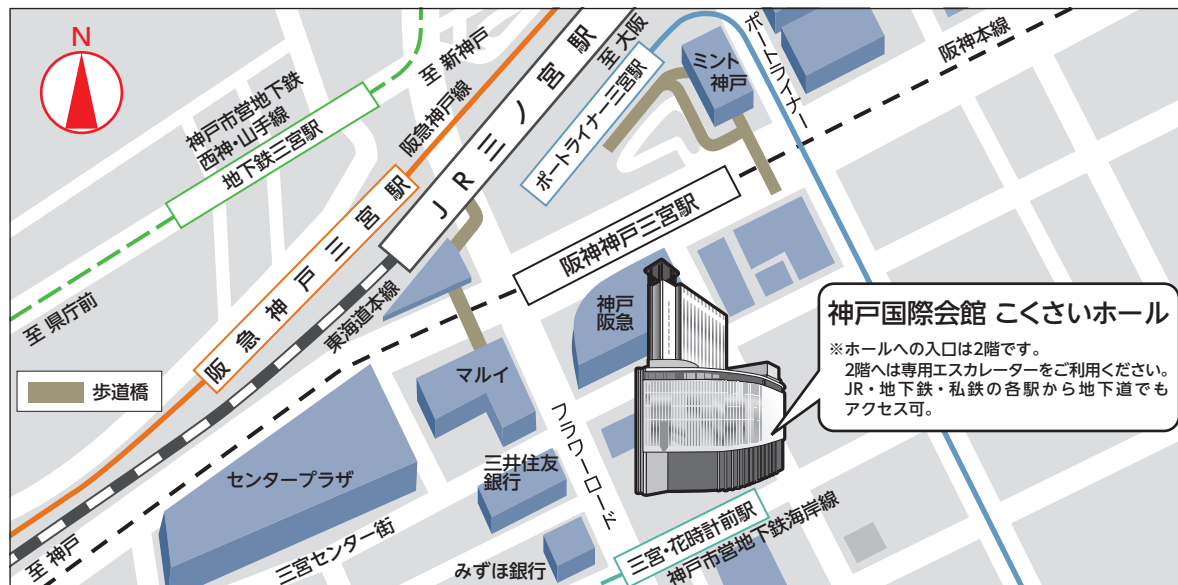 N
神戸市営地下鉄
西神・山手線
地下鉄三宮駅
至 新神戸
阪急神戸線
JR三ノ宮駅
至 大阪
ポートライナー三宮駅
ミント
神戸
ポートライナー
阪神本線
至 県庁前
阪急神戸三宮駅
東海道本線
阪神神戸三宮駅
神戸
阪急
神戸国際会館 こくさいホール
※ホールへの入口は2階です。
2階へは専用エスカレーターをご利用ください。
JR・地下鉄・私鉄の各駅から地下道でも
アクセス可。
歩道橋
マルイ
フラワーロード
センタープラザ
三井住友
銀行
至 神戸
三宮センター街
みずほ銀行
三宮・花時計前駅
神戸市営地下鉄海岸線